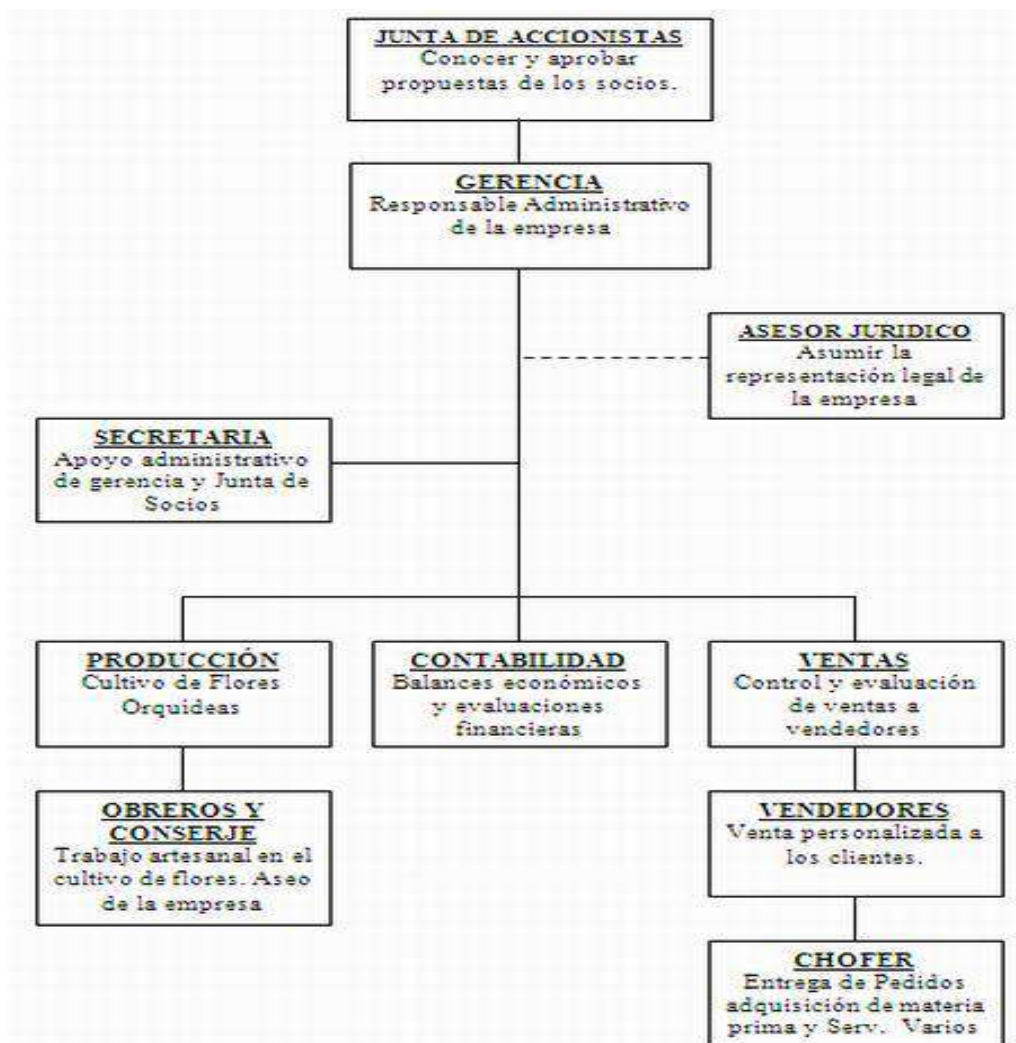 JUNTA DE ACCIONISTAS
Conocer y aprobar
propuestas de los socios.
GERENCIA
Responsable Administrativo
de la empresa
ASESOR JURIDICO
Asumir la
representación legal de
la empresa
SECRETARIA
Apoyo administrativo
de gerencia y Junta de
Socios
PRODUCCIÓN
Cultivo de Flores
Orquideas
CONTABILIDAD
Balances económicos
y evaluaciones
financieras
VENTAS
Control y evaluación
de ventas a
vendedores
OBREROS Y
CONSERJE
Trabajo artesanal en el
cultivo de flores. Aseo
de la empresa
VENDEDORES
Venta personalizada a
los clientes.
CHOFER
Entrega de Pedidos
adquisición de materia
prima y Serv. Varios